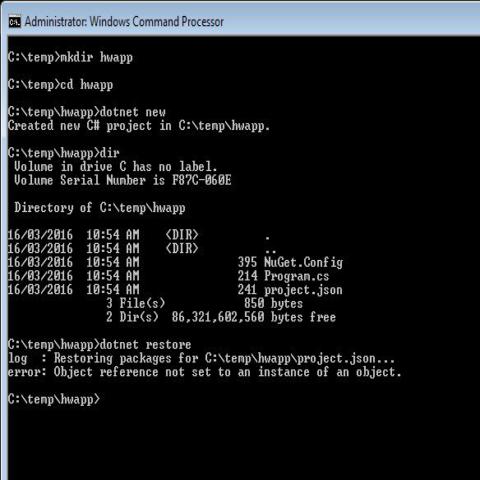 Administrator: Windows Command Processor
C:\temp>mkdir hwapp
C:\temp>cd hwapp
C:\temp\hwapp>dotnet new
Created new C# project in C:\temp\hwapp.
C:\temp\hwapp>dir
Volume in drive C has no label.
Volume Serial Number is F87C-060E
Directory of C:\temp\hwapp
16/03/2016 10:54 AM <DIR> .
16/03/2016 10:54 AM <DIR> ..
16/03/2016 10:54 AM 395 NuGet.Config
16/03/2016 10:54 AM 214 Program.cs
16/03/2016 10:54 AM 241 project.json
3 File(s) 850 bytes
2 Dir(s) 86,321,602,560 bytes free
C:\temp\hwapp>dotnet restore
log : Restoring packages for C:\temp\hwapp\project.json...
error: Object reference not set to an instance of an object.
C:\temp\hwapp>